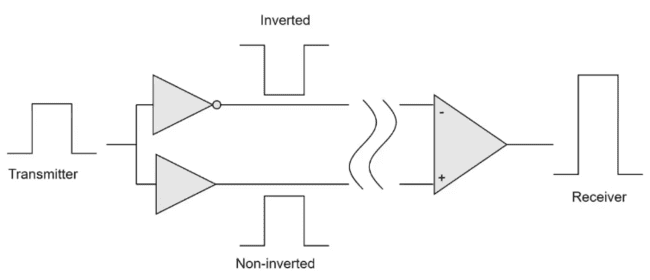 Inverted
-
Transmitter
+
Receiver
Non-inverted